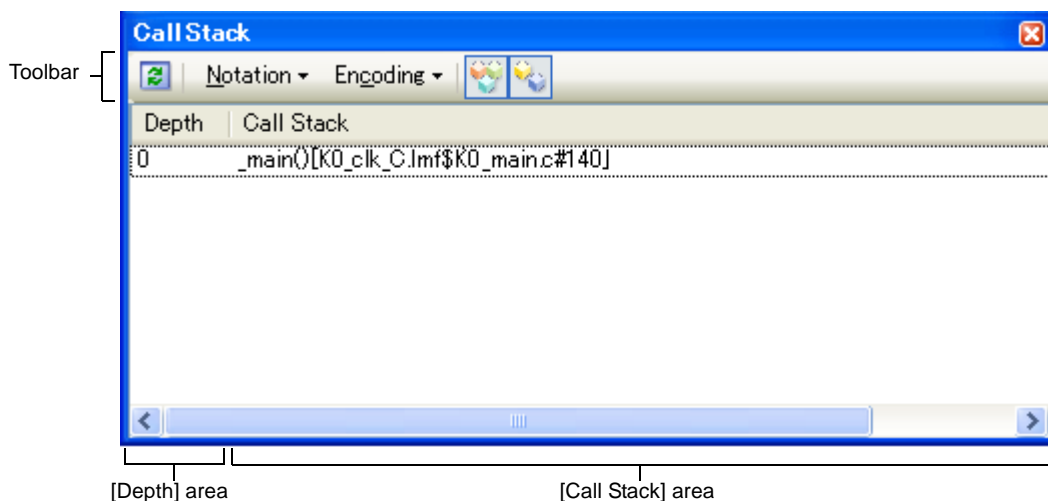 Call Stack
Toolbar
Notation Encoding
Depth Call Stack
0 _main()[K0_clk_C.lmf$K0_main.c#140]
[Depth] area [Call Stack] area